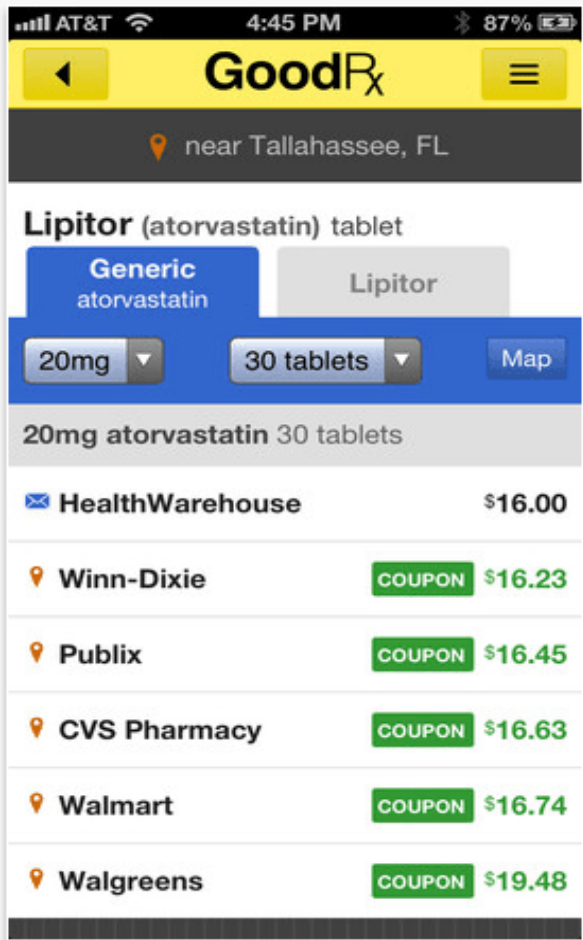 AT&T 4:45 PM 87%
GoodRx
near Tallahassee, FL
Lipitor (atorvastatin) tablet
Generic
atorvastatin
Lipitor
20mg 30 tablets Map
20mg atorvastatin 30 tablets
HealthWarehouse $16.00
Winn-Dixie COUPON $16.23
Publix COUPON $16.45
CVS Pharmacy COUPON $16.63
Walmart COUPON $16.74
Walgreens COUPON $19.48